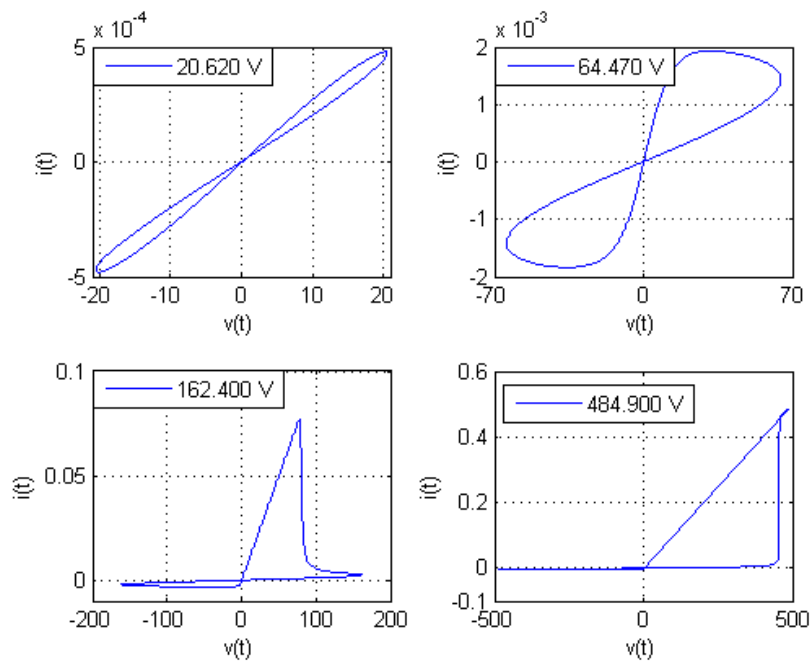 x 10⁻⁴
5
0
-5
i(t)
20.620 V
-20 -10 0 10 20
v(t)
x 10⁻³
2
1
0
-1
-2
i(t)
64.470 V
-70 0 70
v(t)
0.1
0.05
0
i(t)
162.400 V
-200 -100 0 100 200
v(t)
0.6
0.4
0.2
0
-0.1
i(t)
484.900 V
-500 0 500
v(t)